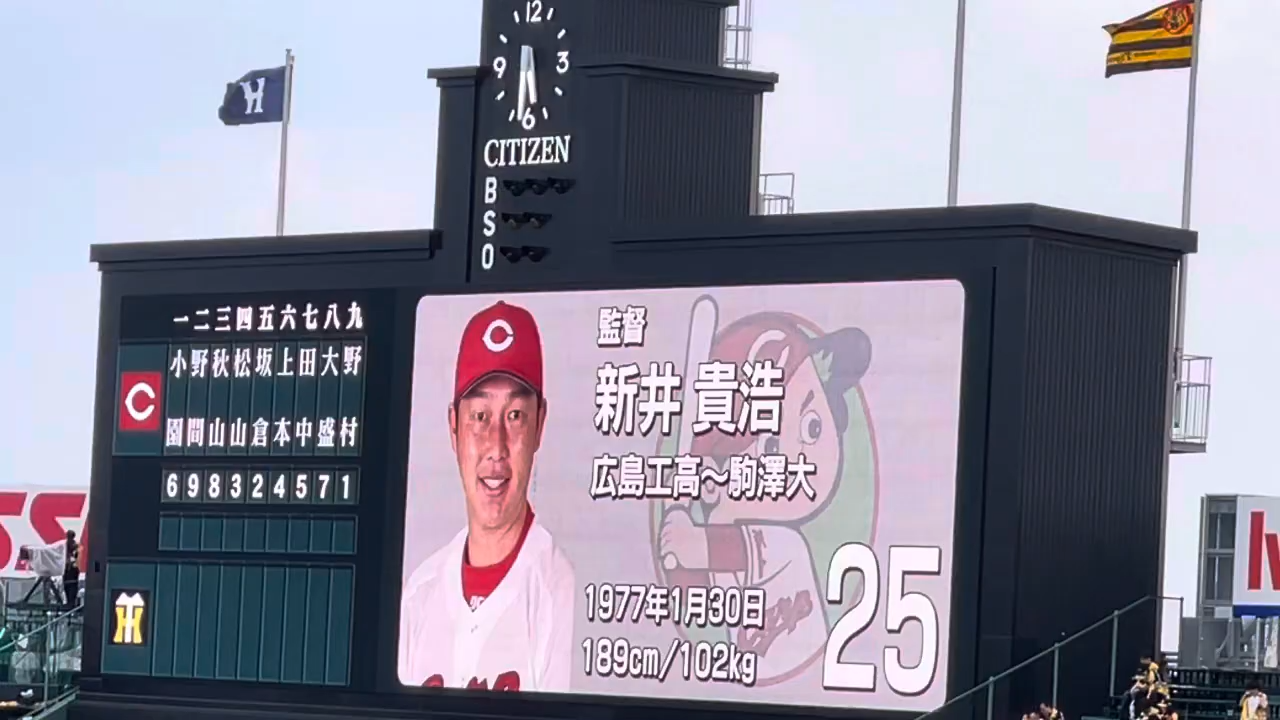 12
9 3
6
CITIZEN
B
S
O
一二三四五六七八九
小野秋松坂上田大野
園間山山倉本中盛村
698324571
監督
新井 貴浩
広島工高〜駒澤大
1977年1月30日
189cm/102kg
25
C
C
H